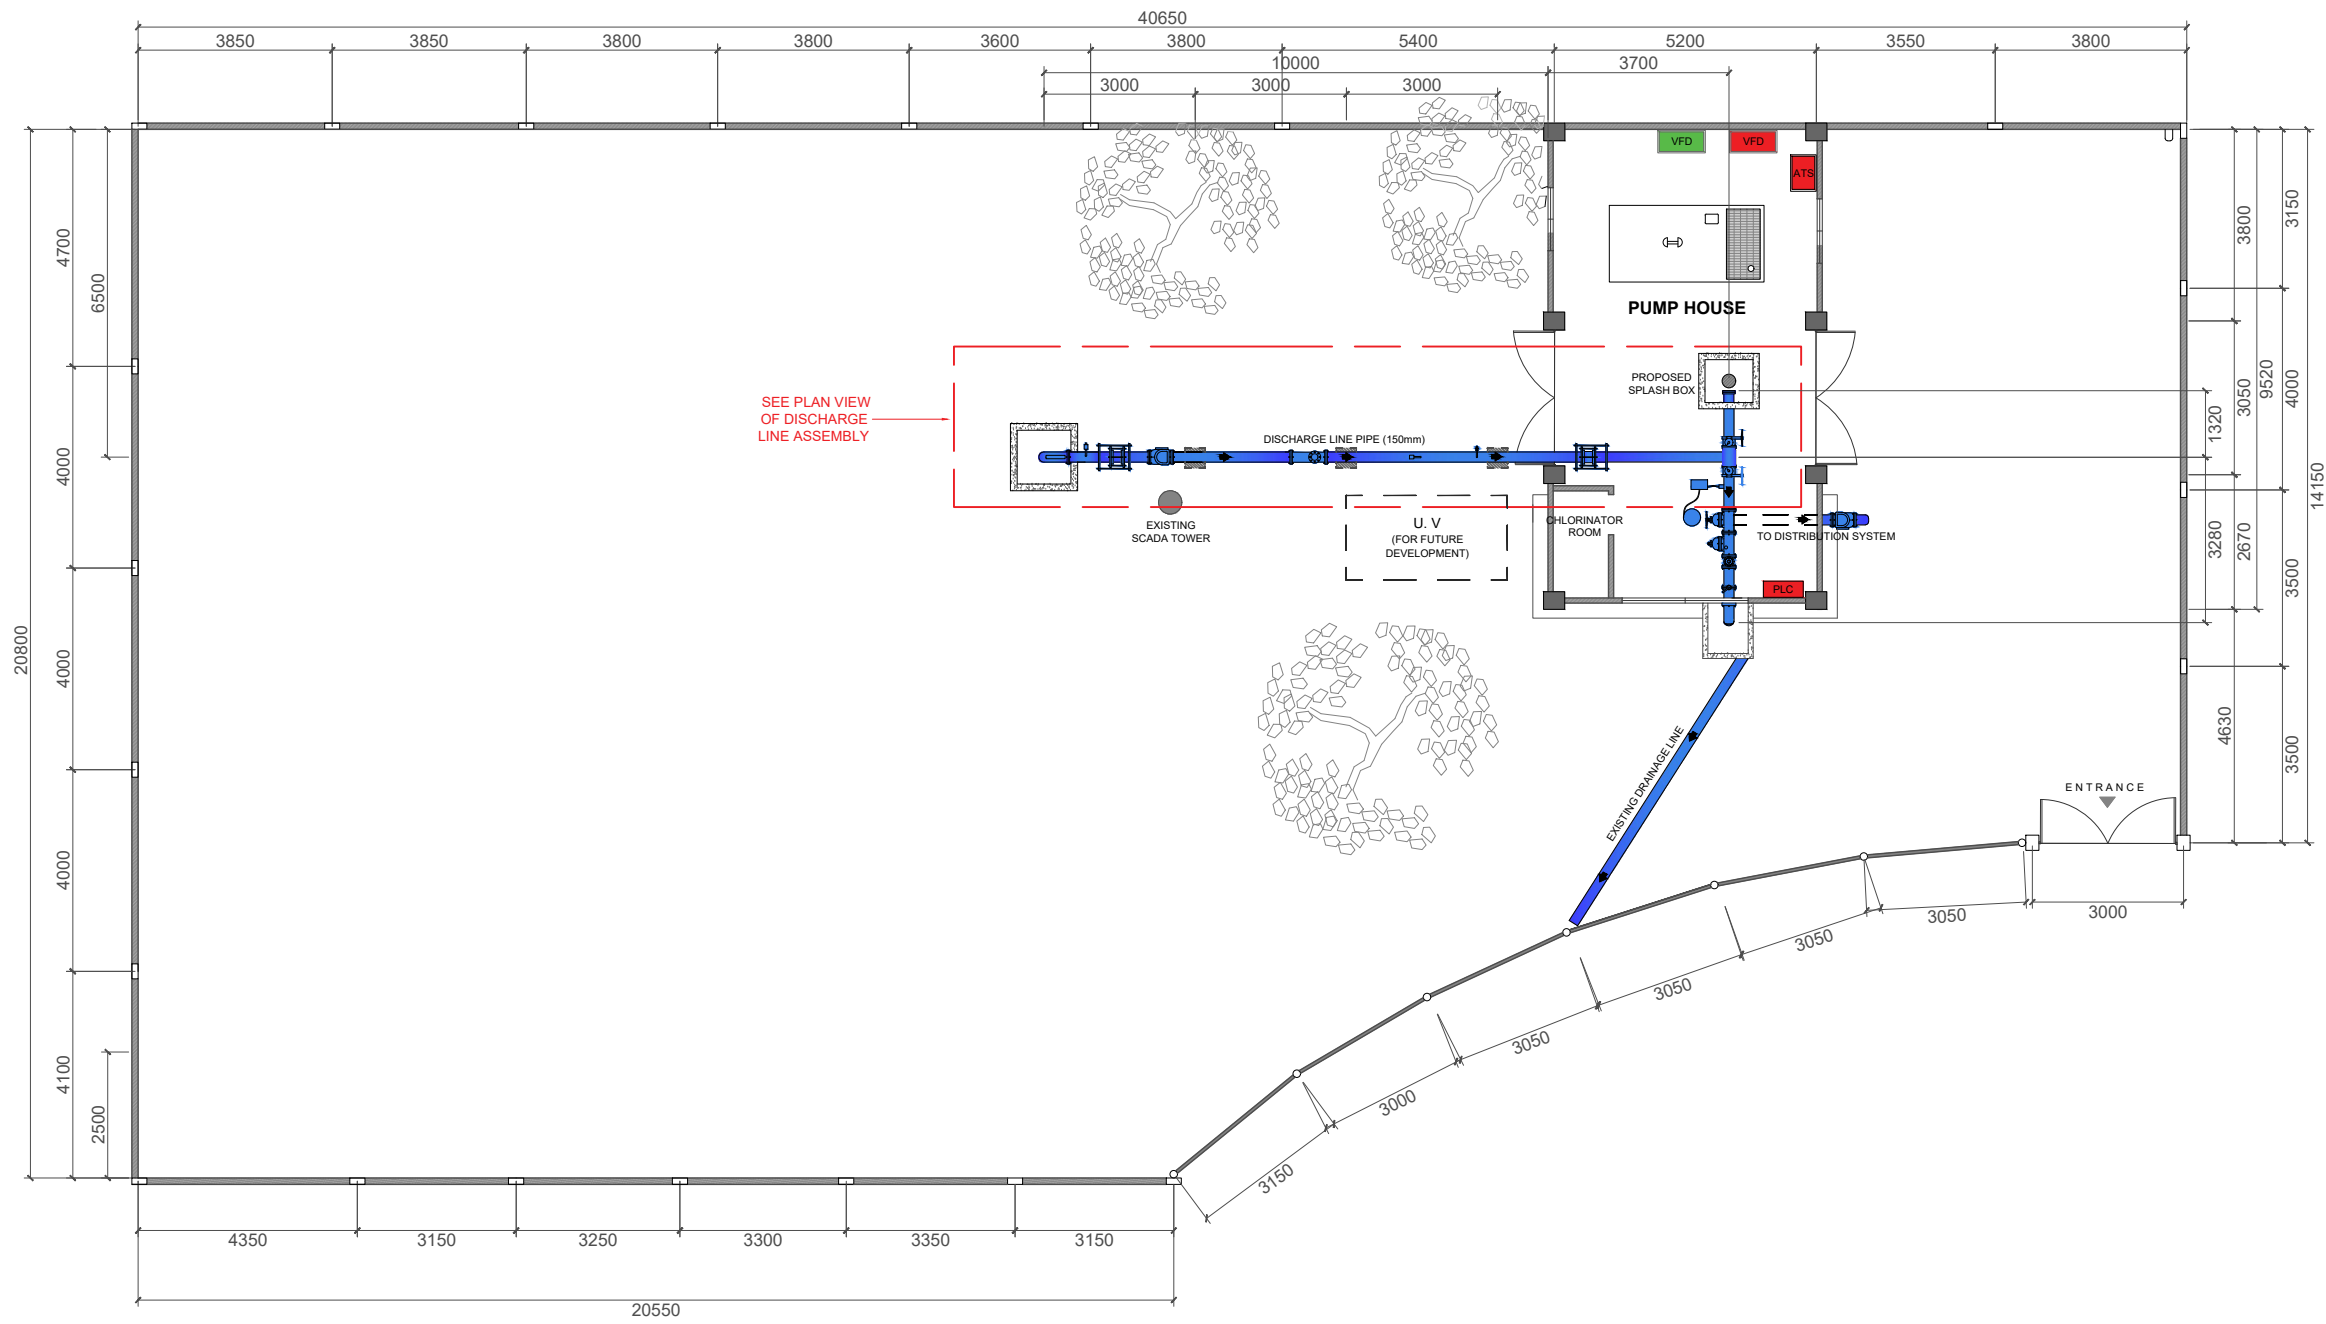 40650
3850 3850 3800 3800 3600 3800 5400 5200 3550 3800
10000 3700
3000 3000 3000
VFD VFD
ATS
PUMP HOUSE
PROPOSED
SPLASH BOX
SEE PLAN VIEW
OF DISCHARGE
LINE ASSEMBLY
DISCHARGE LINE PIPE (150mm)
EXISTING
SCADA TOWER
U. V
(FOR FUTURE
DEVELOPMENT)
CHLORINATOR
ROOM
TO DISTRIBUTION SYSTEM
PLC
EXISTING DRAINAGE LINE
ENTRANCE
20800
4700
4000
4000
4000
4100
6500
2500
1320
3280
3800
3050
2670
4630
9520
3150
4000
3500
3500
14150
3150
3000
3050
3050
3050
3050
3000
4350 3150 3250 3300 3350 3150
20550